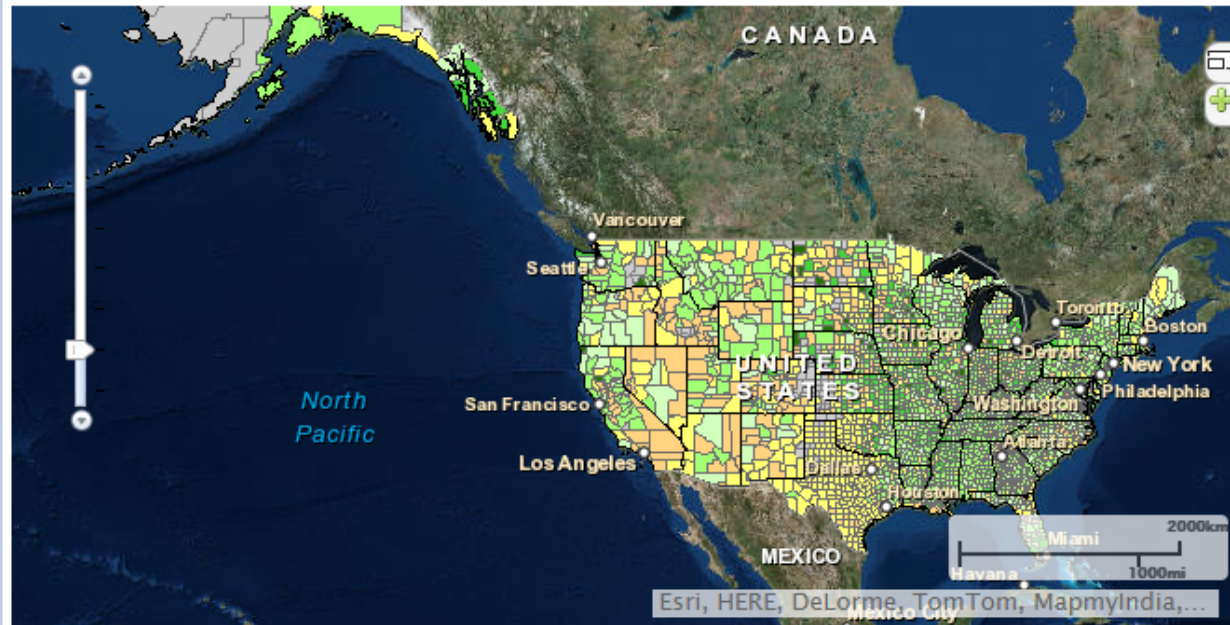 CANADA
Vancouver
Seattle
Toronto
Chicago
Boston
Detroit
UNITED
STATES
New York
Philadelphia
Washington
North
Pacific
San Francisco
Los Angeles
Atlanta
Dallas
Houston
2000km
Miami
1000mi
MEXICO
Havana
Esri, HERE, DeLorme, TomTom, MapmyIndia,...
Mexico City